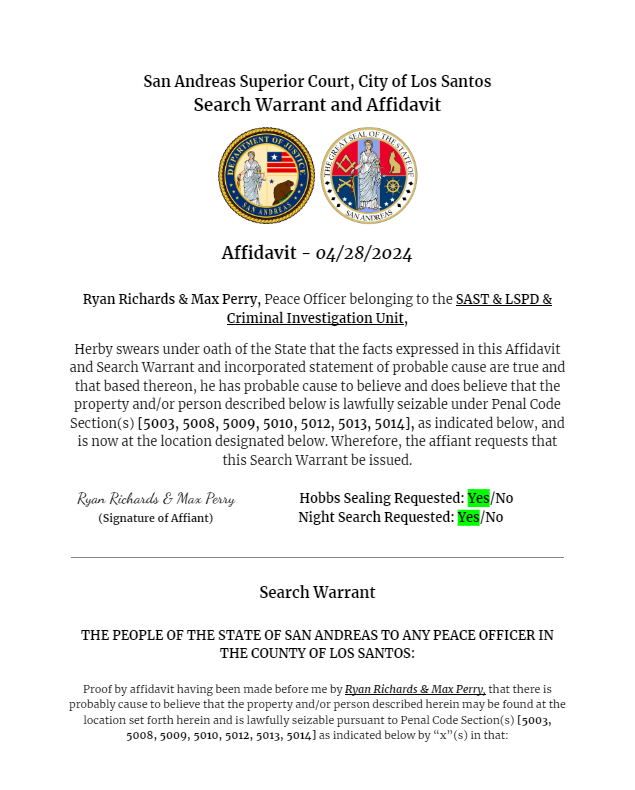 San Andreas Superior Court, City of Los Santos
Search Warrant and Affidavit
DEPARTMENT OF JUSTICE
SAN ANDREAS
THE GREAT SEAL OF THE STATE OF
SAN ANDREAS
Affidavit - 04/28/2024
Ryan Richards & Max Perry, Peace Officer belonging to the SAST & LSPD &
Criminal Investigation Unit,
Herby swears under oath of the State that the facts expressed in this Affidavit
and Search Warrant and incorporated statement of probable cause are true and
that based thereon, he has probable cause to believe and does believe that the
property and/or person described below is lawfully seizable under Penal Code
Section(s) [5003, 5008, 5009, 5010, 5012, 5013, 5014], as indicated below, and
is now at the location designated below. Wherefore, the affiant requests that
this Search Warrant be issued.
Ryan Richards & Max Perry
(Signature of Affiant)
Hobbs Sealing Requested: Yes/No
Night Search Requested: Yes/No
Search Warrant
THE PEOPLE OF THE STATE OF SAN ANDREAS TO ANY PEACE OFFICER IN
THE COUNTY OF LOS SANTOS:
Proof by affidavit having been made before me by Ryan Richards & Max Perry, that there is
probably cause to believe that the property and/or person described herein may be found at the
location set forth herein and is lawfully seizable pursuant to Penal Code Section(s) [5003,
5008, 5009, 5010, 5012, 5013, 5014] as indicated below by “x”(s) in that: